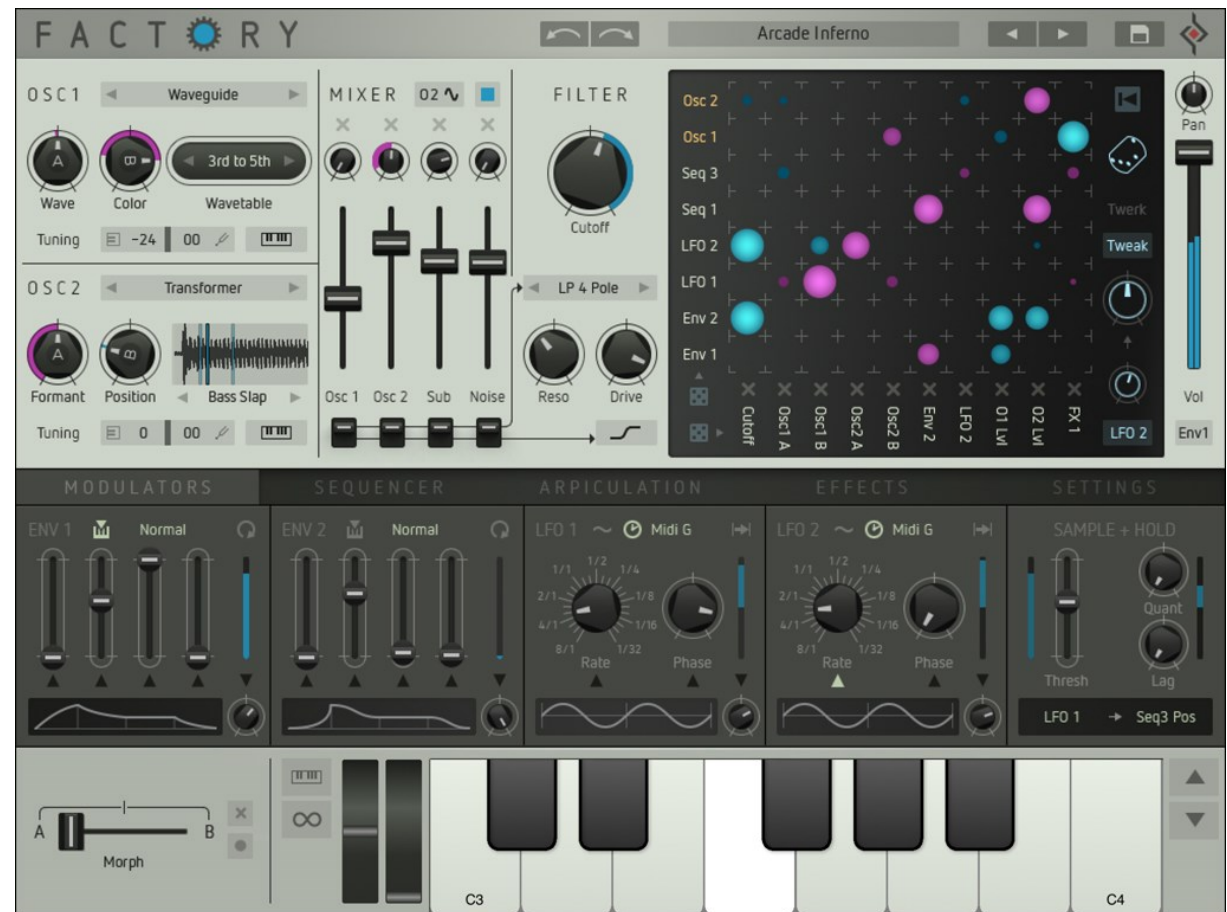 FACTORY
Arcade Inferno
OSC1
Waveguide
A
B
3rd to 5th
Wave
Color
Wavetable
Tuning
-24
00
OSC2
Transformer
A
B
Formant
Position
Bass Slap
Tuning
0
00
MIXER
O2
Osc 1
Osc 2
Sub
Noise
FILTER
Cutoff
LP 4 Pole
Reso
Drive
Osc 2
Osc 1
Seq 3
Seq 1
LFO 2
LFO 1
Env 2
Env 1
Cutoff
Osc1 A
Osc1 B
Osc2 A
Osc2 B
Env 2
LFO 2
O1 Lvl
O2 Lvl
FX 1
Twerk
Tweak
LFO 2
Pan
Vol
Env1
MODULATORS
SEQUENCER
ARPICULATION
EFFECTS
SETTINGS
ENV 1
Normal
ENV 2
Normal
LFO 1
Midi G
1/1
1/2
1/4
2/1
1/8
4/1
1/16
8/1
1/32
Rate
Phase
LFO 2
Midi G
1/1
1/2
1/4
2/1
1/8
4/1
1/16
8/1
1/32
Rate
Phase
SAMPLE + HOLD
Quant
Thresh
Lag
LFO 1
Seq3 Pos
A
B
Morph
C3
C4